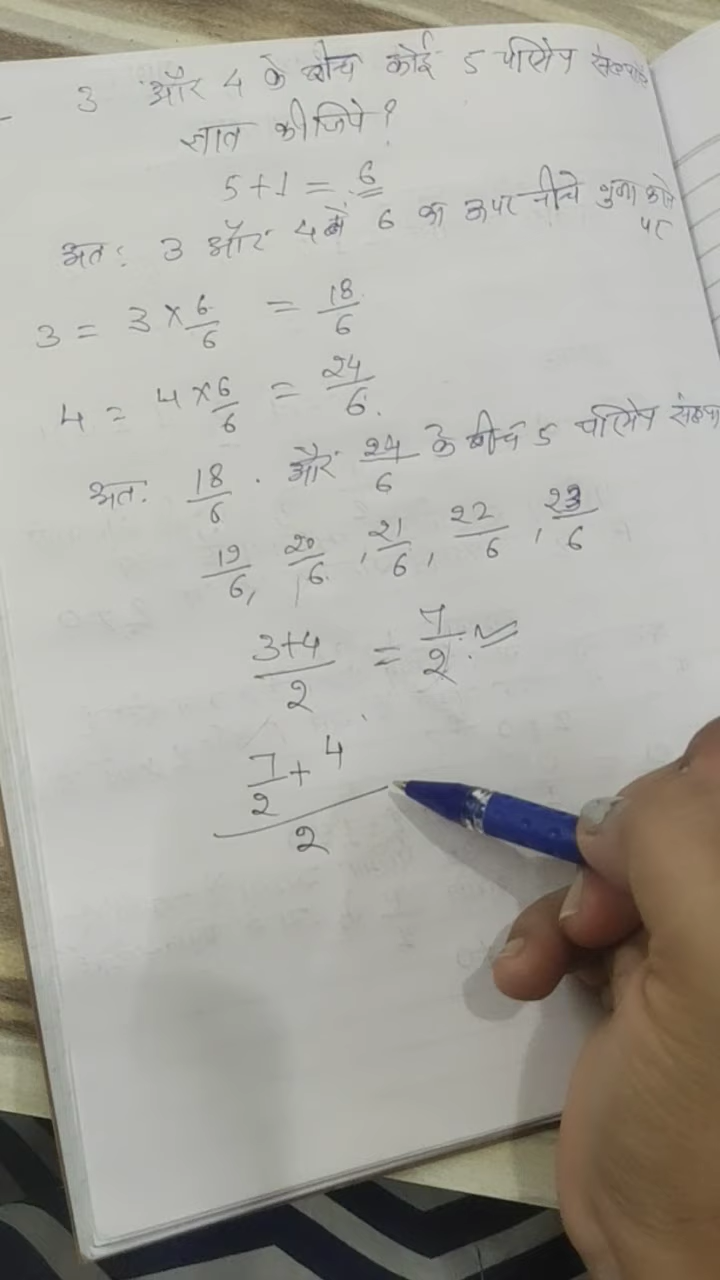 3 और 4 के बीच कोई 5 परिमेय संख्याएं
ज्ञात कीजिये?
5+1 = 6
अतः 3 और 4 में 6 का ऊपर नीचे गुणा करने पर
3 = 3 × 6/6 = 18/6
4 = 4 × 6/6 = 24/6.
अतः 18/6 . और 24/6 के बीच 5 परिमेय संख्या
19/6, 20/6, 21/6, 22/6, 23/6
3+4/2 = 7/2.
7/2 + 4/2